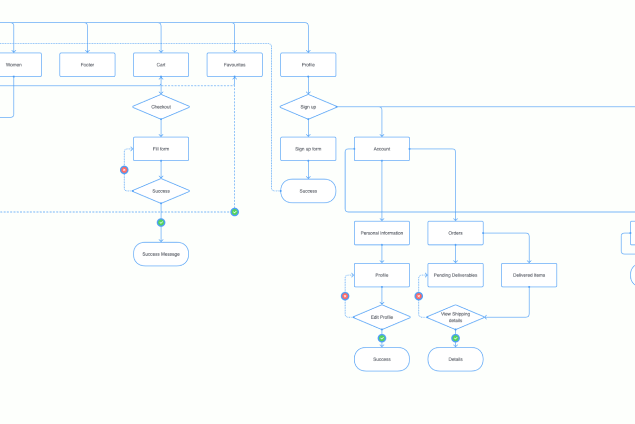 Women
Footer
Cart
Favourites
Profile
Checkout
Sign up
Fill form
Sign up form
Account
Success
Success
Personal Information
Orders
Success Message
Profile
Pending Deliverables
Delivered items
Edit Profile
View Shipping
details
Success
Details